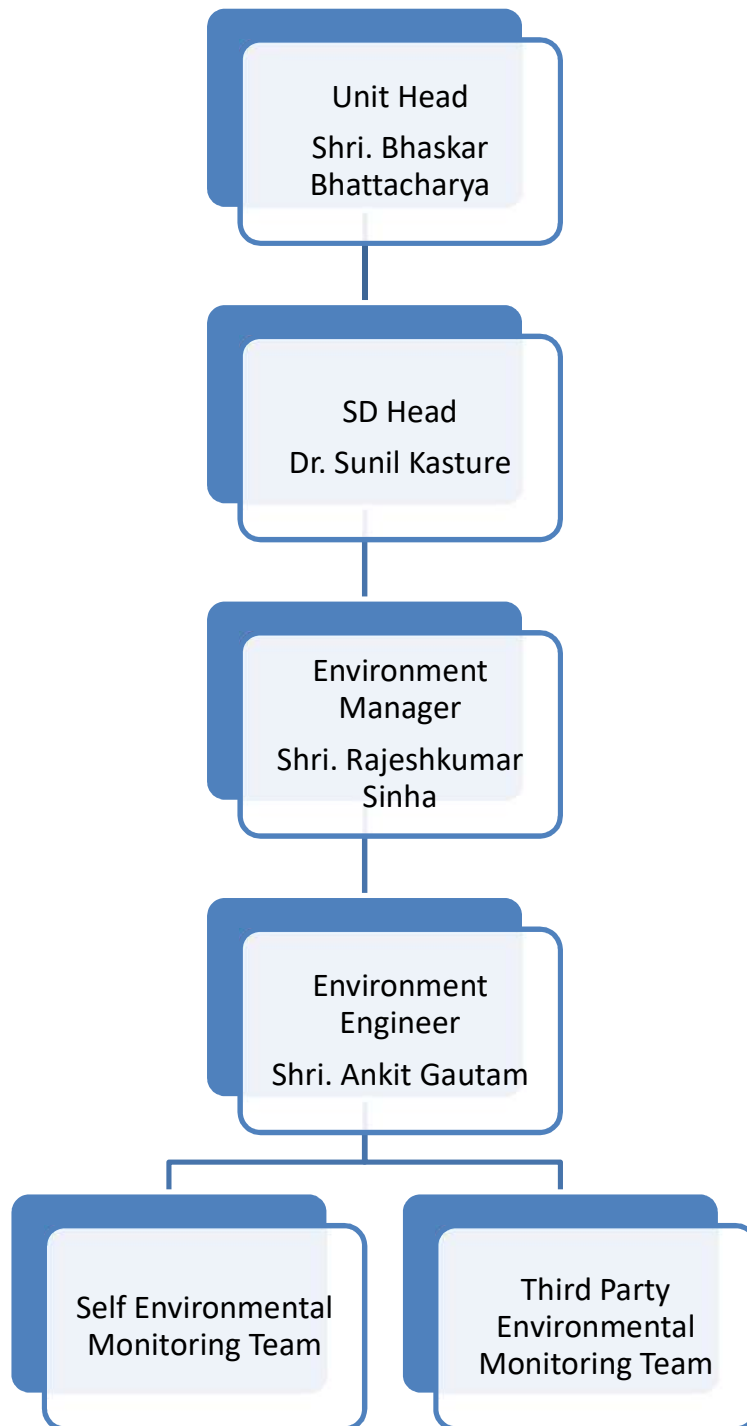 Unit Head
Shri. Bhaskar
Bhattacharya
SD Head
Dr. Sunil Kasture
Environment
Manager
Shri. Rajeshkumar
Sinha
Environment
Engineer
Shri. Ankit Gautam
Self Environmental
Monitoring Team
Third Party
Environmental
Monitoring Team